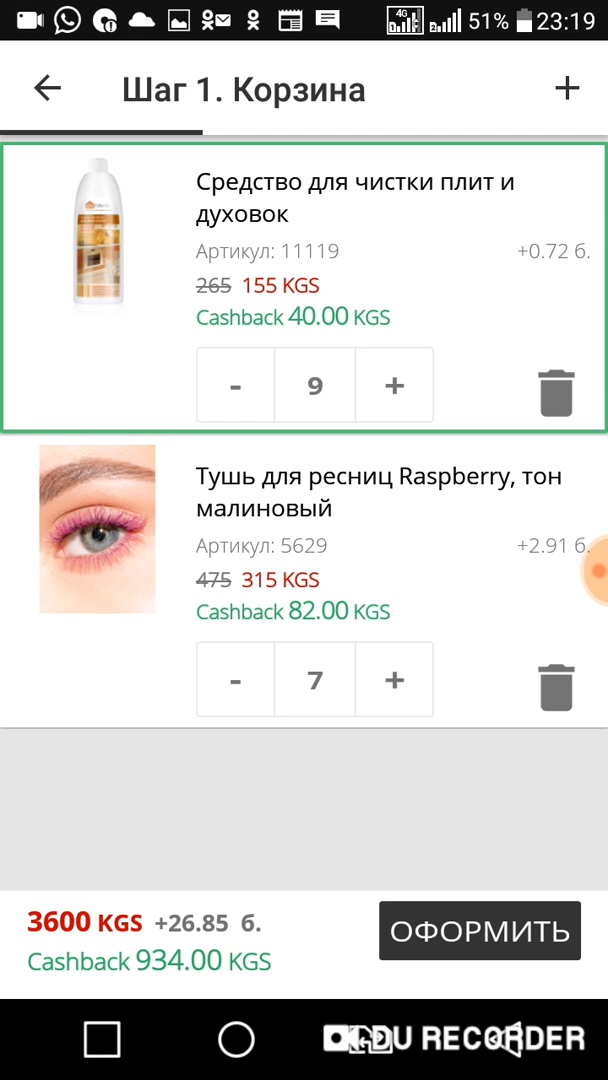 4G 51% 23:19
Шаг 1. Корзина +
Средство для чистки плит и
духовок
Артикул: 11119 +0.72 б.
265 155 KGS
Cashback 40.00 KGS
- 9 +
Тушь для ресниц Raspberry, тон
малиновый
Артикул: 5629 +2.91 б.
475 315 KGS
Cashback 82.00 KGS
- 7 +
3600 KGS +26.85 б.
Cashback 934.00 KGS
ОФОРМИТЬ
DU RECORDER